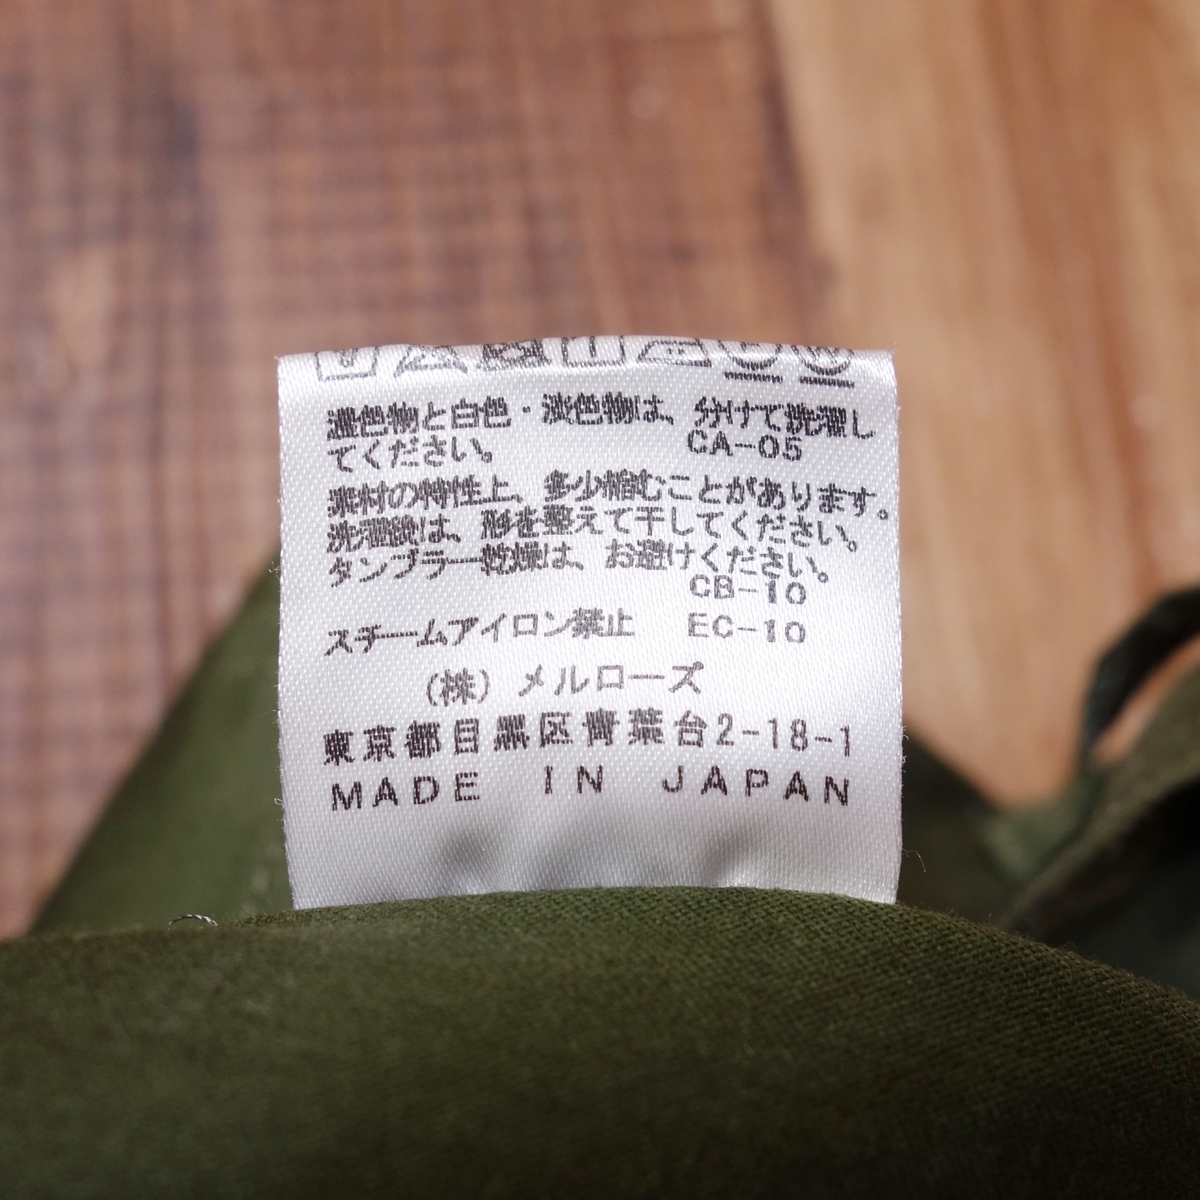 濃色物と白色・淡色物は、分けて洗濯し
てください。 CA-05
素材の特性上、多少縮むことがあります。
洗濯後は、形を整えて干してください。
タンブラー乾燥は、お避けください。
CB-10
スチームアイロン禁止 EC-10
(株)メルローズ
東京都目黒区青葉台2-18-1
MADE IN JAPAN